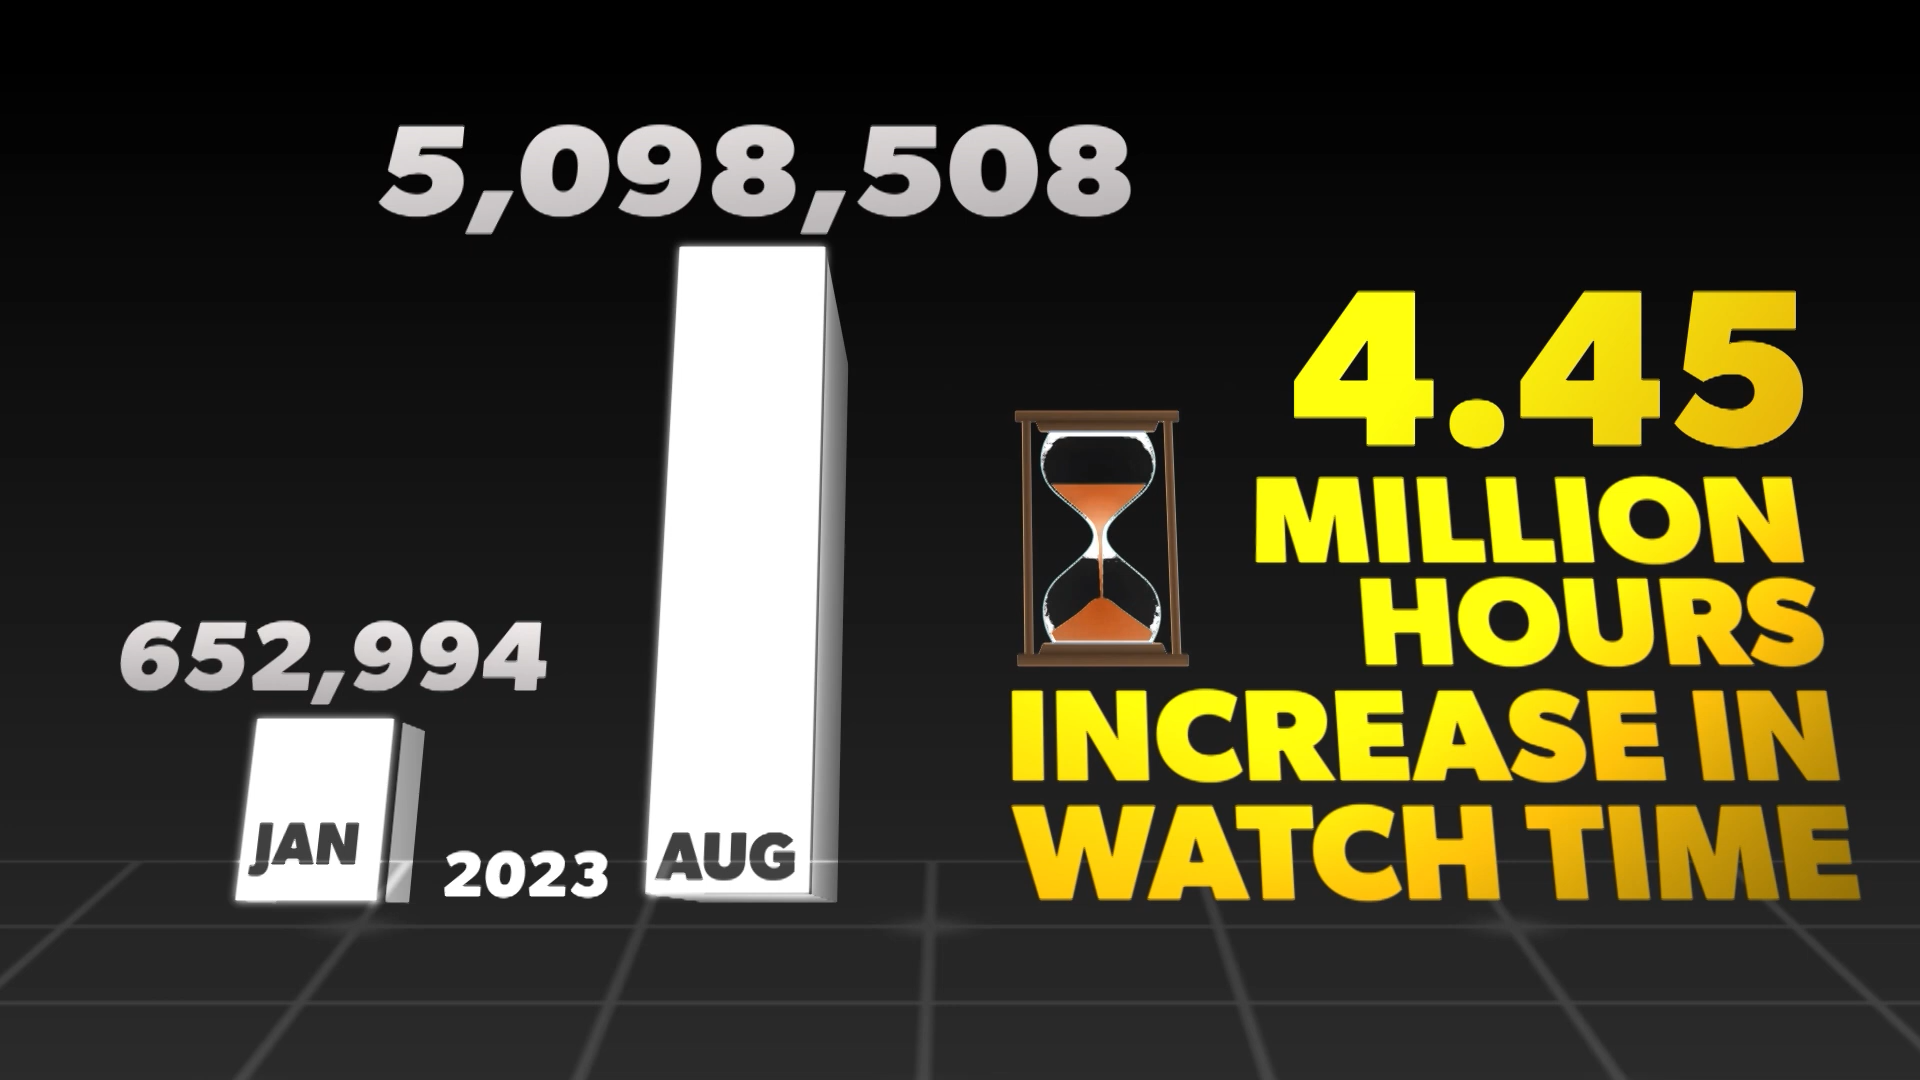 5,098,508
652,994
JAN
2023
AUG
4.45
MILLION
HOURS
INCREASE IN
WATCH TIME